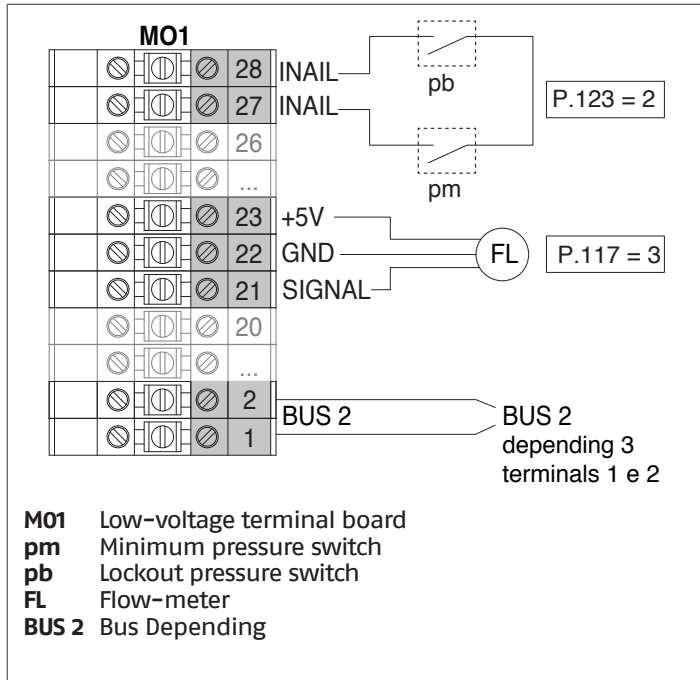 MO1
28 INAIL
pb
27 INAIL
P.123 = 2
26
pm
...
23 +5V
22 GND
FL
P.117 = 3
21 SIGNAL
20
...
2
BUS 2
BUS 2
1
depending 3
terminals 1 e 2
M01 Low-voltage terminal board
pm Minimum pressure switch
pb Lockout pressure switch
FL Flow-meter
BUS 2 Bus Depending